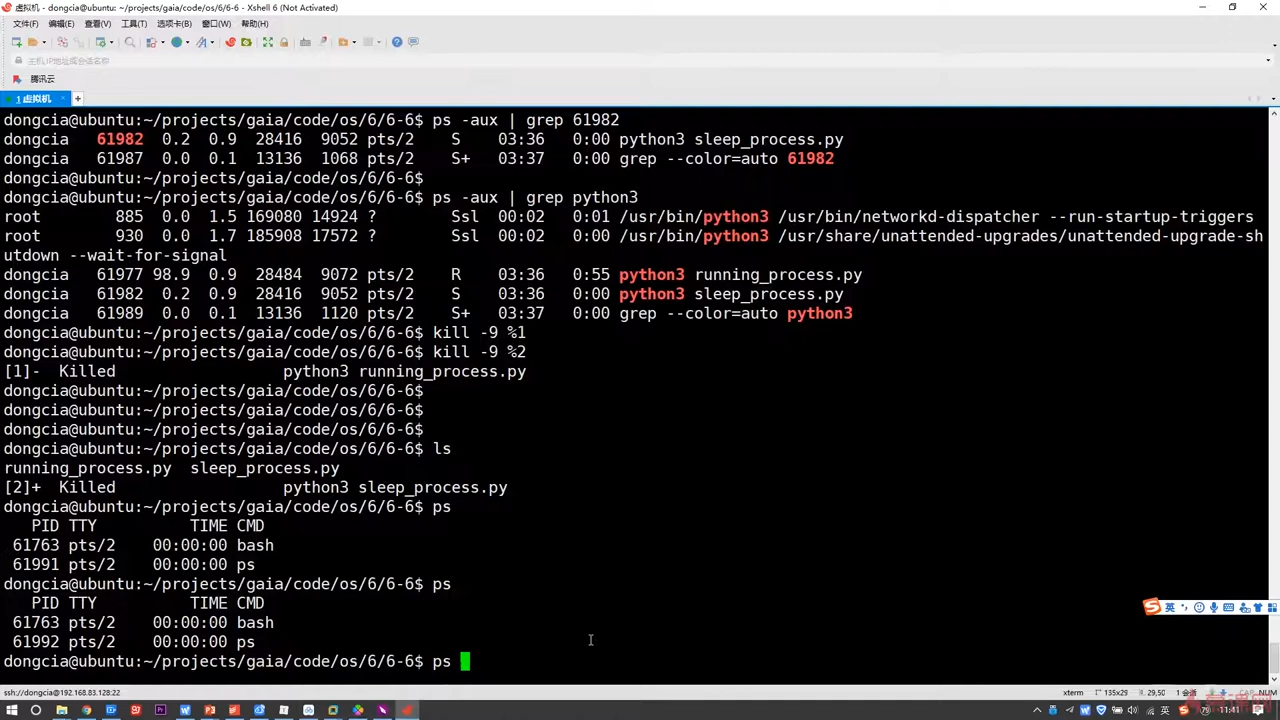 虚拟机 - dongcia@ubuntu: ~/projects/gaia/code/os/6/6-6 - Xshell 6 (Not Activated)
文件(F) 编辑(E) 查看(V) 工具(T) 选项卡(B) 窗口(W) 帮助(H)
主机,IP地址或会话名称
腾讯云
1 虚拟机
dongcia@ubuntu:~/projects/gaia/code/os/6/6-6$ ps -aux | grep 61982
dongcia 61982 0.2 0.9 28416 9052 pts/2 S 03:36 0:00 python3 sleep_process.py
dongcia 61987 0.0 0.1 13136 1068 pts/2 S+ 03:37 0:00 grep --color=auto 61982
dongcia@ubuntu:~/projects/gaia/code/os/6/6-6$
dongcia@ubuntu:~/projects/gaia/code/os/6/6-6$ ps -aux | grep python3
root 885 0.0 1.5 169080 14924 ? Ssl 00:02 0:01 /usr/bin/python3 /usr/bin/networkd-dispatcher --run-startup-triggers
root 930 0.0 1.7 185908 17572 ? Ssl 00:02 0:00 /usr/bin/python3 /usr/share/unattended-upgrades/unattended-upgrade-sh
utdown --wait-for-signal
dongcia 61977 98.9 0.9 28484 9072 pts/2 R 03:36 0:55 python3 running_process.py
dongcia 61982 0.2 0.9 28416 9052 pts/2 S 03:36 0:00 python3 sleep_process.py
dongcia 61989 0.0 0.1 13136 1120 pts/2 S+ 03:37 0:00 grep --color=auto python3
dongcia@ubuntu:~/projects/gaia/code/os/6/6-6$ kill -9 %1
dongcia@ubuntu:~/projects/gaia/code/os/6/6-6$ kill -9 %2
[1]- Killed python3 running_process.py
dongcia@ubuntu:~/projects/gaia/code/os/6/6-6$
dongcia@ubuntu:~/projects/gaia/code/os/6/6-6$
dongcia@ubuntu:~/projects/gaia/code/os/6/6-6$
dongcia@ubuntu:~/projects/gaia/code/os/6/6-6$ ls
running_process.py sleep_process.py
[2]+ Killed python3 sleep_process.py
dongcia@ubuntu:~/projects/gaia/code/os/6/6-6$ ps
PID TTY TIME CMD
61763 pts/2 00:00:00 bash
61991 pts/2 00:00:00 ps
dongcia@ubuntu:~/projects/gaia/code/os/6/6-6$ ps
PID TTY TIME CMD
61763 pts/2 00:00:00 bash
61992 pts/2 00:00:00 ps
dongcia@ubuntu:~/projects/gaia/code/os/6/6-6$ ps
英
ssh://dongcia@192.168.83.128:22 xterm 135x29 29,50 1 会话 CAP NUM
英 79 11:41